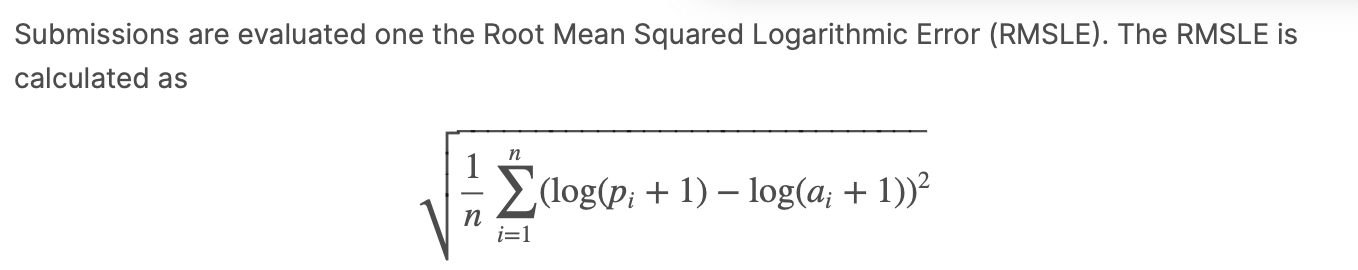 Submissions are evaluated one the Root Mean Squared Logarithmic Error (RMSLE). The RMSLE is
calculated as
√(1/n ∑_{i=1}^{n} (log(p_i + 1) − log(a_i + 1))²)